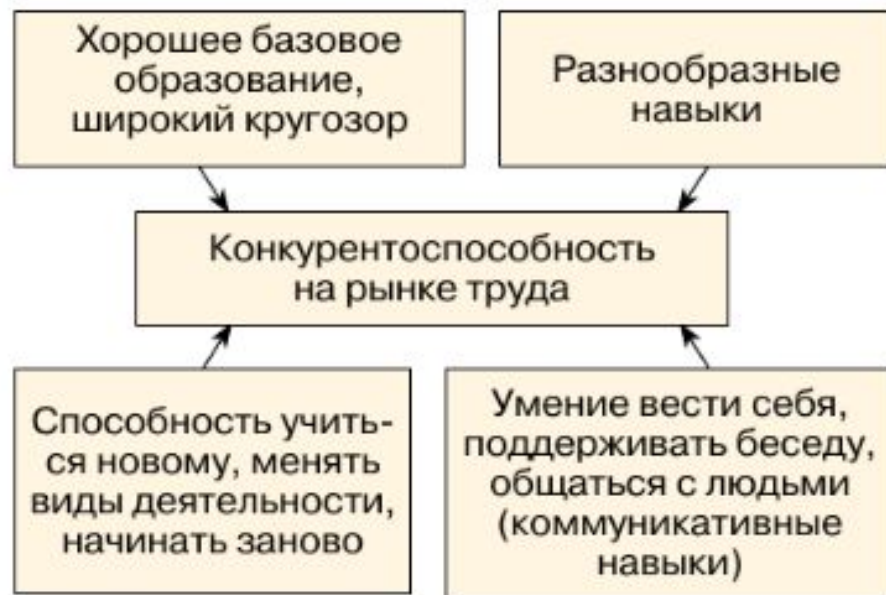 Хорошее базовое
образование,
широкий кругозор
Разнообразные
навыки
Конкурентоспособность
на рынке труда
Способность учить-
ся новому, менять
виды деятельности,
начинать заново
Умение вести себя,
поддерживать беседу,
общаться с людьми
(коммуникативные
навыки)